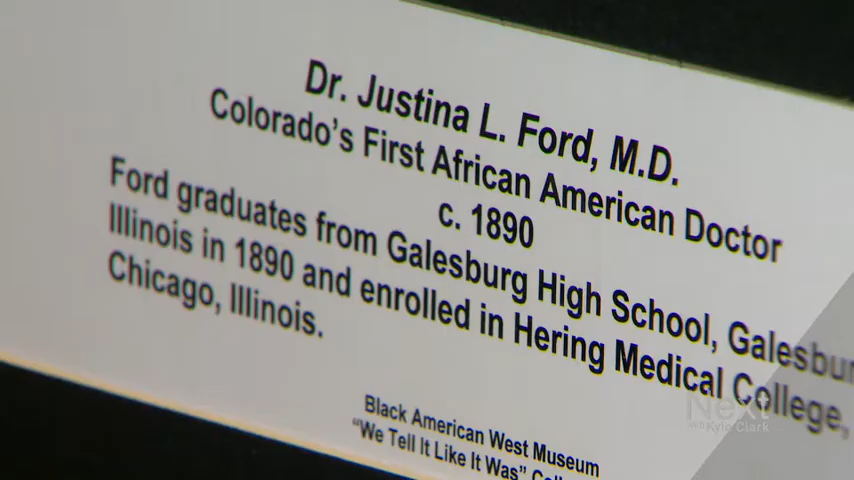 Dr. Justina L. Ford, M.D.
Colorado's First African American Doctor
c. 1890
Ford graduates from Galesburg High School, Galesbur
Illinois in 1890 and enrolled in Hering Medical College,
Chicago, Illinois.
Black American West Museum
"We Tell It Like It Was"
Next
with Kyle Clark